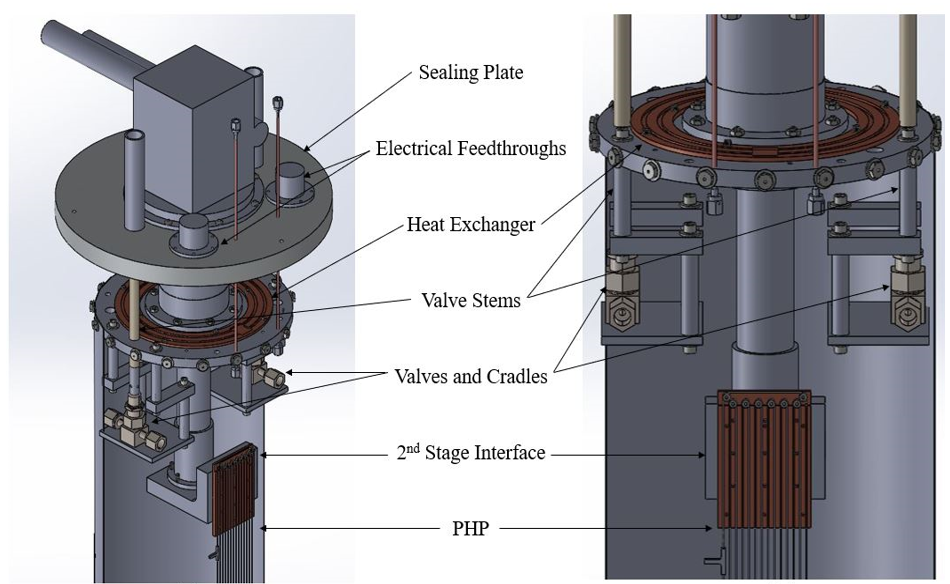 Sealing Plate
Electrical Feedthroughs
Heat Exchanger
Valve Stems
Valves and Cradles
2nd Stage Interface
PHP